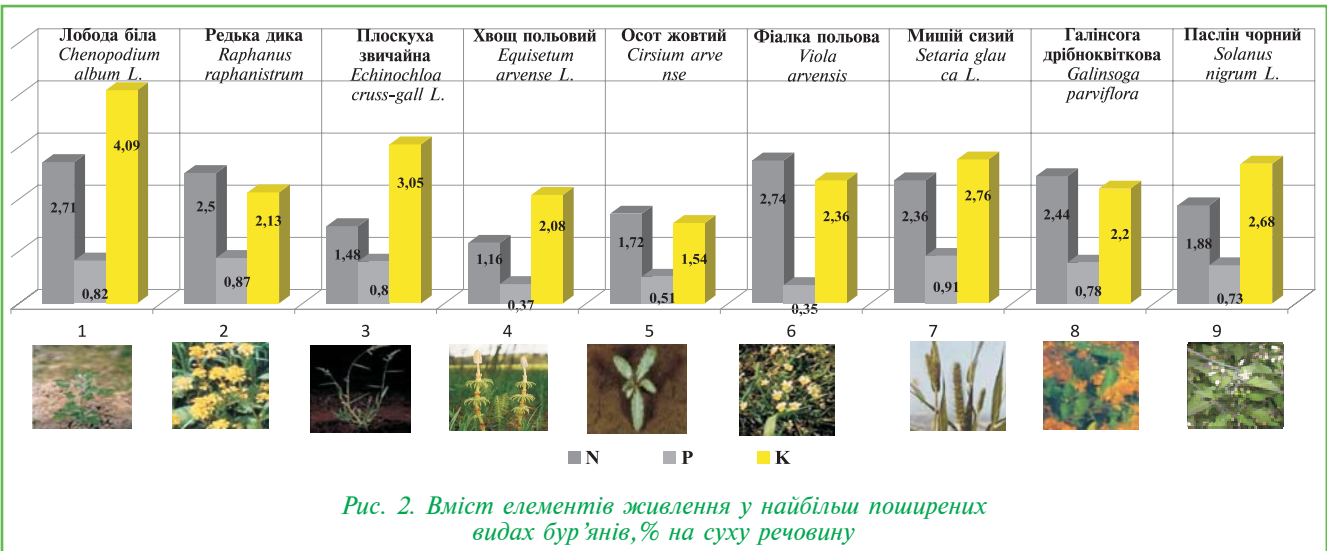 Лобода біла
Chenopodium
album L.
Редька дика
Raphanus
raphanistrum
Плоскуха
звичайна
Echinochloa
cruss-gall L.
Хвощ польовий
Equisetum
arvense L.
Осот жовтий
Cirsium arve
nse
Фіалка польова
Viola
arvensis
Мишій сизий
Setaria glau
ca L.
Галінсога
дрібноквіткова
Galinsoga
parviflora
Паслін чорний
Solanus
nigrum L.
2,71
0,82
4,09
2,5
0,87
2,13
1,48
0,8
3,05
1,16
0,37
2,08
1,72
0,51
1,54
2,74
0,35
2,36
2,36
0,91
2,76
2,44
0,78
2,2
1,88
0,73
2,68
1 2 3 4 5 6 7 8 9
N P K
Рис. 2. Вміст елементів живлення у найбільш поширених
видах бур’янів,% на суху речовину